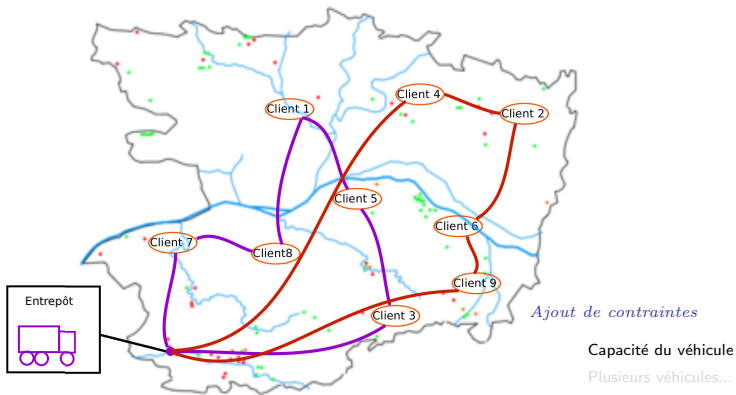 Client 4
Client 1
Client 2
Client 5
Client 6
Client 7
Client8
Client 9
Entrepôt
Client 3
Ajout de contraintes
Capacité du véhicule
Plusieurs véhicules...